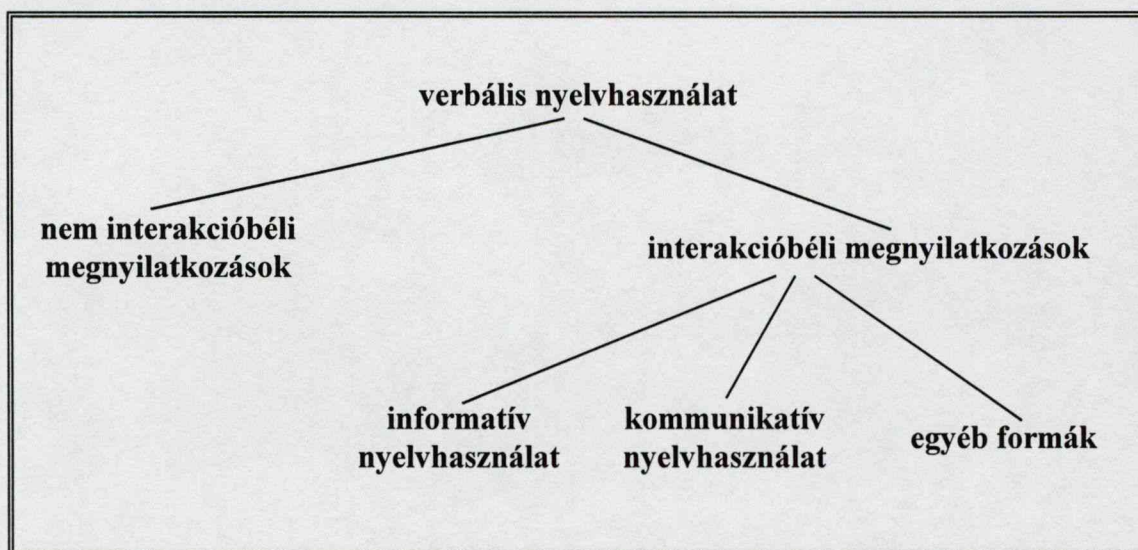 verbális nyelvhasználat
nem interakcióbéli
megnyilatkozások
interakcióbéli megnyilatkozások
informatív
nyelvhasználat
kommunikatív
nyelvhasználat
egyéb formák